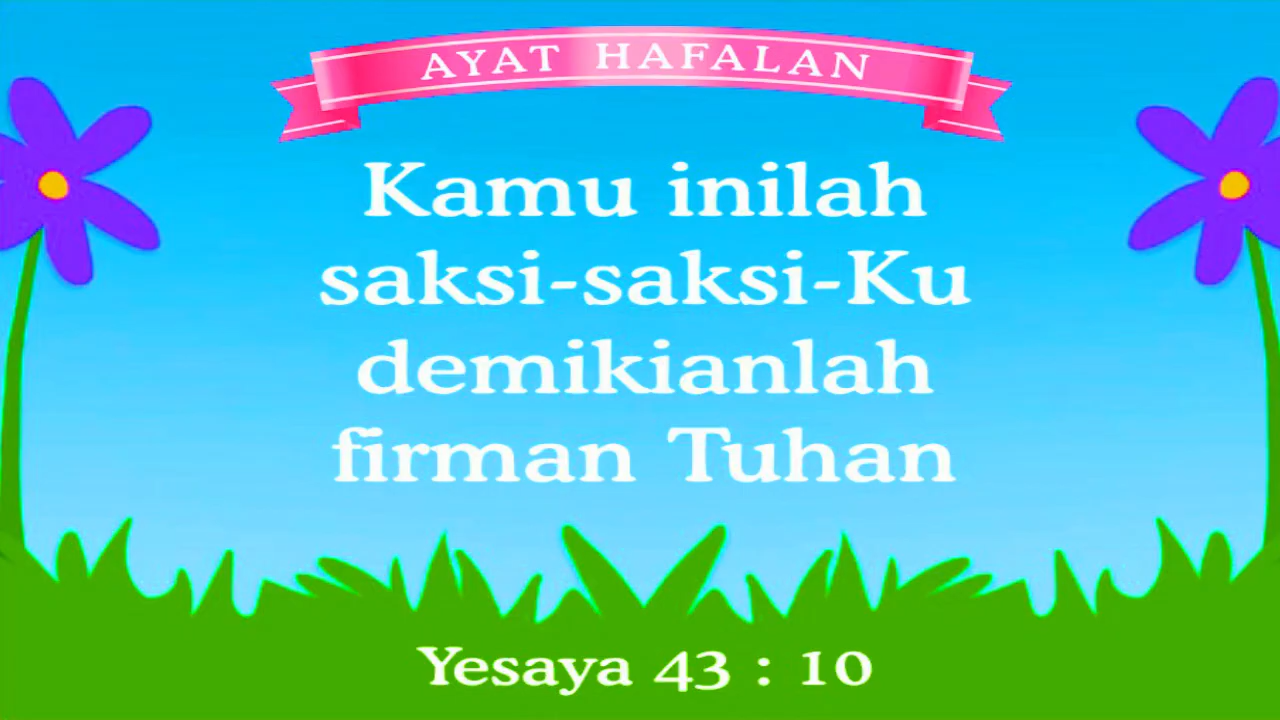 AYAT HAFALAN
Kamu inilah
saksi-saksi-Ku
demikianlah
firman Tuhan
Yesaya 43 : 10